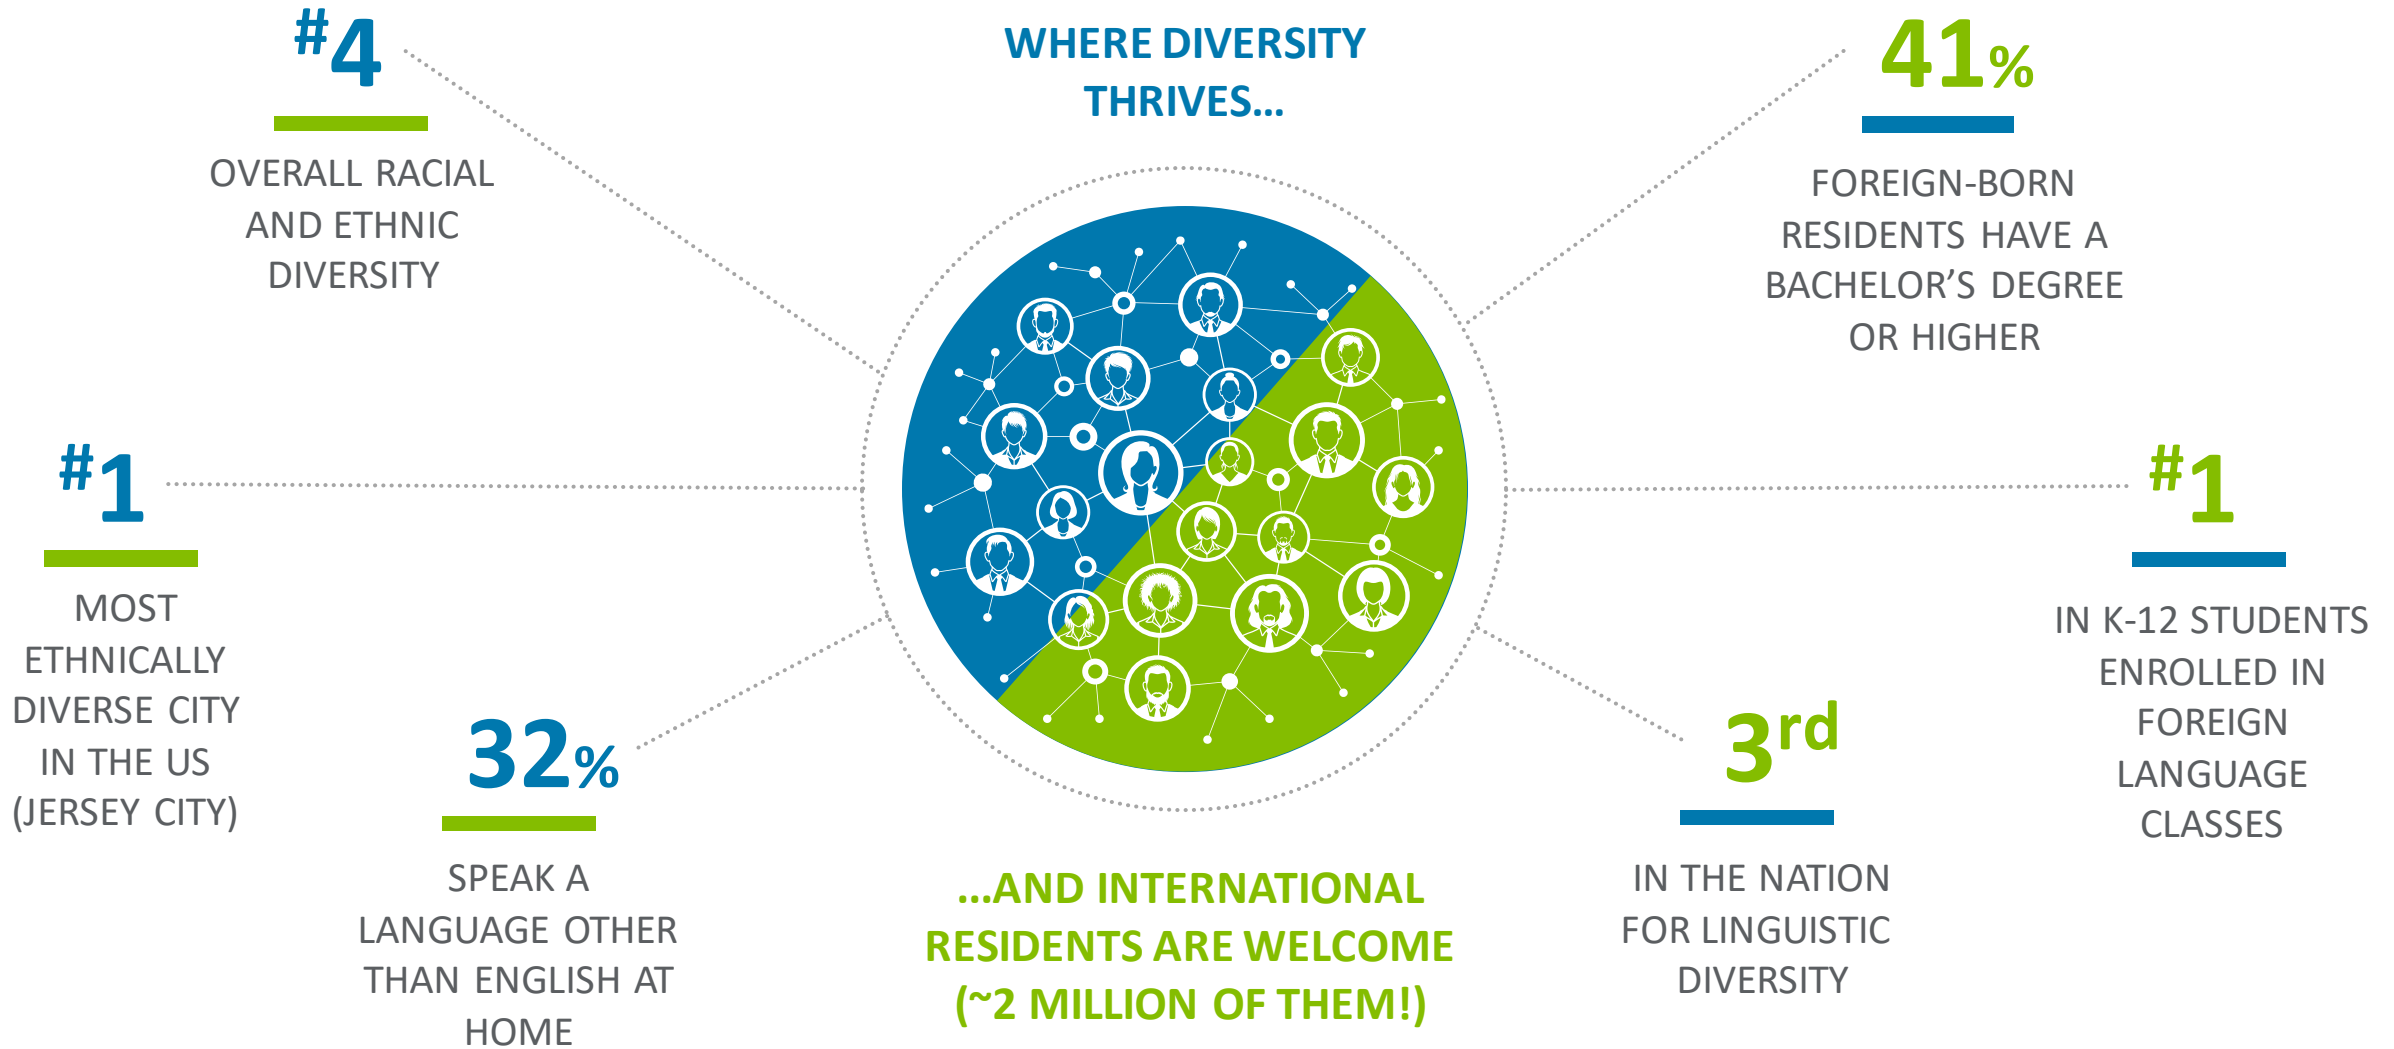 WHERE DIVERSITY
THRIVES...
#4
OVERALL RACIAL
AND ETHNIC
DIVERSITY
#1
MOST
ETHNICALLY
DIVERSE CITY
IN THE US
(JERSEY CITY)
32%
SPEAK A
LANGUAGE OTHER
THAN ENGLISH AT
HOME
41%
FOREIGN-BORN
RESIDENTS HAVE A
BACHELOR’S DEGREE
OR HIGHER
#1
IN K-12 STUDENTS
ENROLLED IN
FOREIGN
LANGUAGE
CLASSES
3rd
IN THE NATION
FOR LINGUISTIC
DIVERSITY
...AND INTERNATIONAL
RESIDENTS ARE WELCOME
(~2 MILLION OF THEM!)